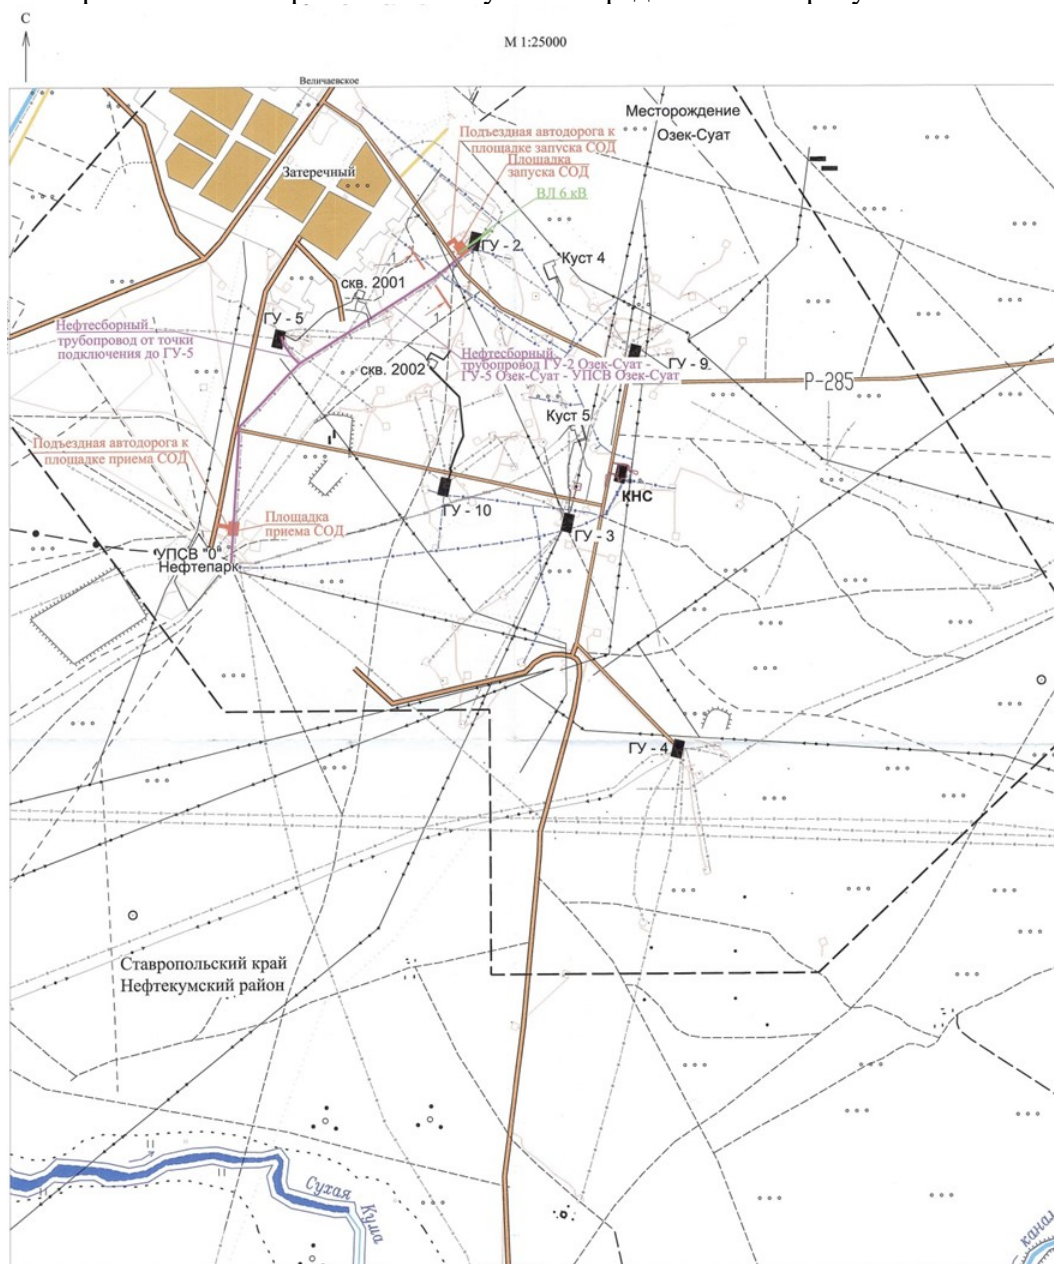 С
М 1:25000
Величаевское
Месторождение
Озек-Суат
Подъездная автодорога к
площадке запуска СОД
Площадка
запуска СОД
Затеречный
ВЛ 6 кВ
ГУ - 2
Куст 4
скв. 2001
ГУ - 5
Нефтесборный
трубопровод от точки
подключения до ГУ-5
Нефтесборный
трубопровод ГУ-2 Озек-Суат -
ГУ-5 Озек-Суат - УПСВ Озек-Суат
ГУ - 9
скв. 2002
Р-285
Куст 5
Подъездная автодорога к
площадке приема СОД
КНС
ГУ - 10
Площадка
приема СОД
ГУ - 3
УПСВ "0"
Нефтепарк
ГУ - 4
Ставропольский край
Нефтекумский район
Сухая
Кума
канал